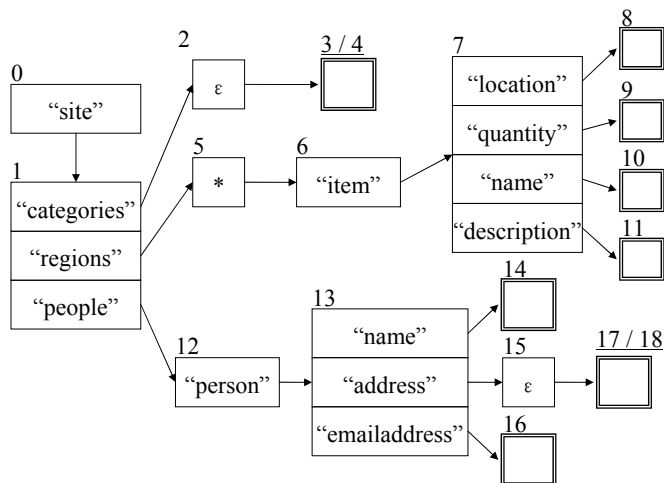 0
“site”
1
“categories”
“regions”
“people”
2
ε
3 / 4
5
*
6
“item”
7
“location”
“quantity”
“name”
“description”
8
9
10
11
12
“person”
13
“name”
“address”
“emailaddress”
14
15
ε
16
17 / 18